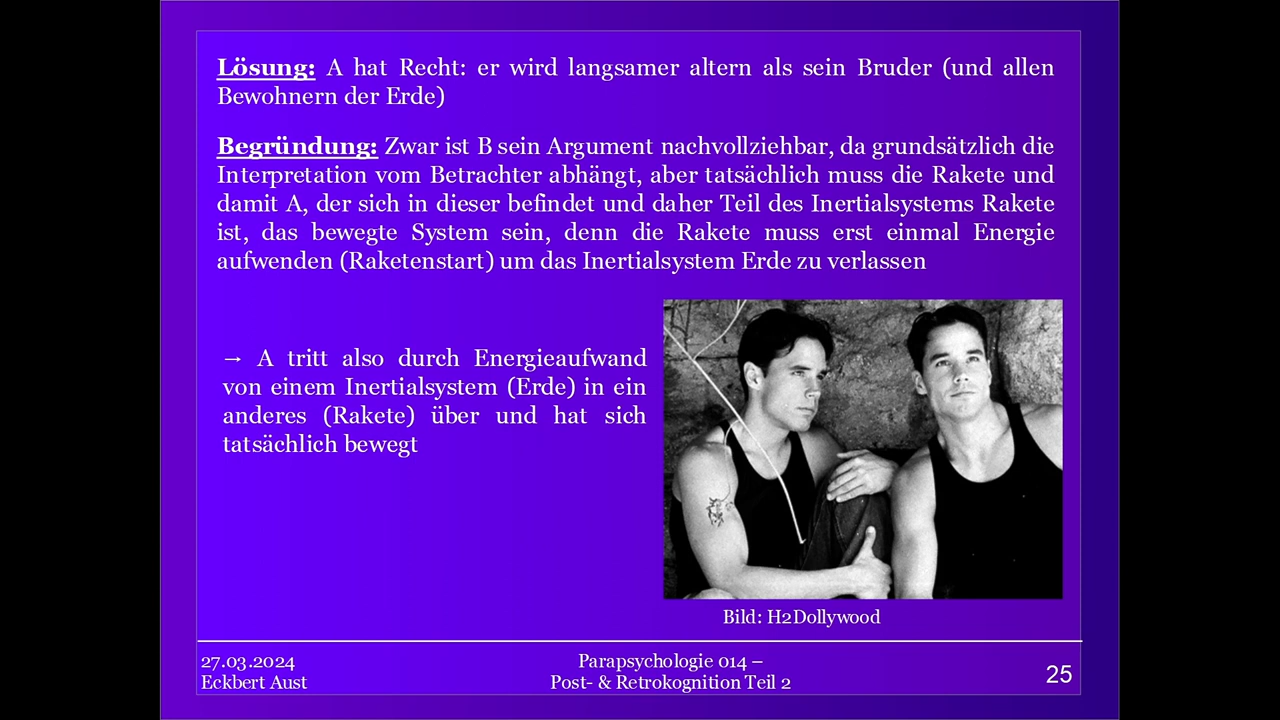 Lösung: A hat Recht: er wird langsamer altern als sein Bruder (und allen
Bewohnern der Erde)
Begründung: Zwar ist B sein Argument nachvollziehbar, da grundsätzlich die
Interpretation vom Betrachter abhängt, aber tatsächlich muss die Rakete und
damit A, der sich in dieser befindet und daher Teil des Inertialsystems Rakete
ist, das bewegte System sein, denn die Rakete muss erst einmal Energie
aufwenden (Raketenstart) um das Inertialsystem Erde zu verlassen
→ A tritt also durch Energieaufwand
von einem Inertialsystem (Erde) in ein
anderes (Rakete) über und hat sich
tatsächlich bewegt
Bild: H2Dollywood
27.03.2024
Eckbert Aust
Parapsychologie 014 –
Post- & Retrokognition Teil 2
25